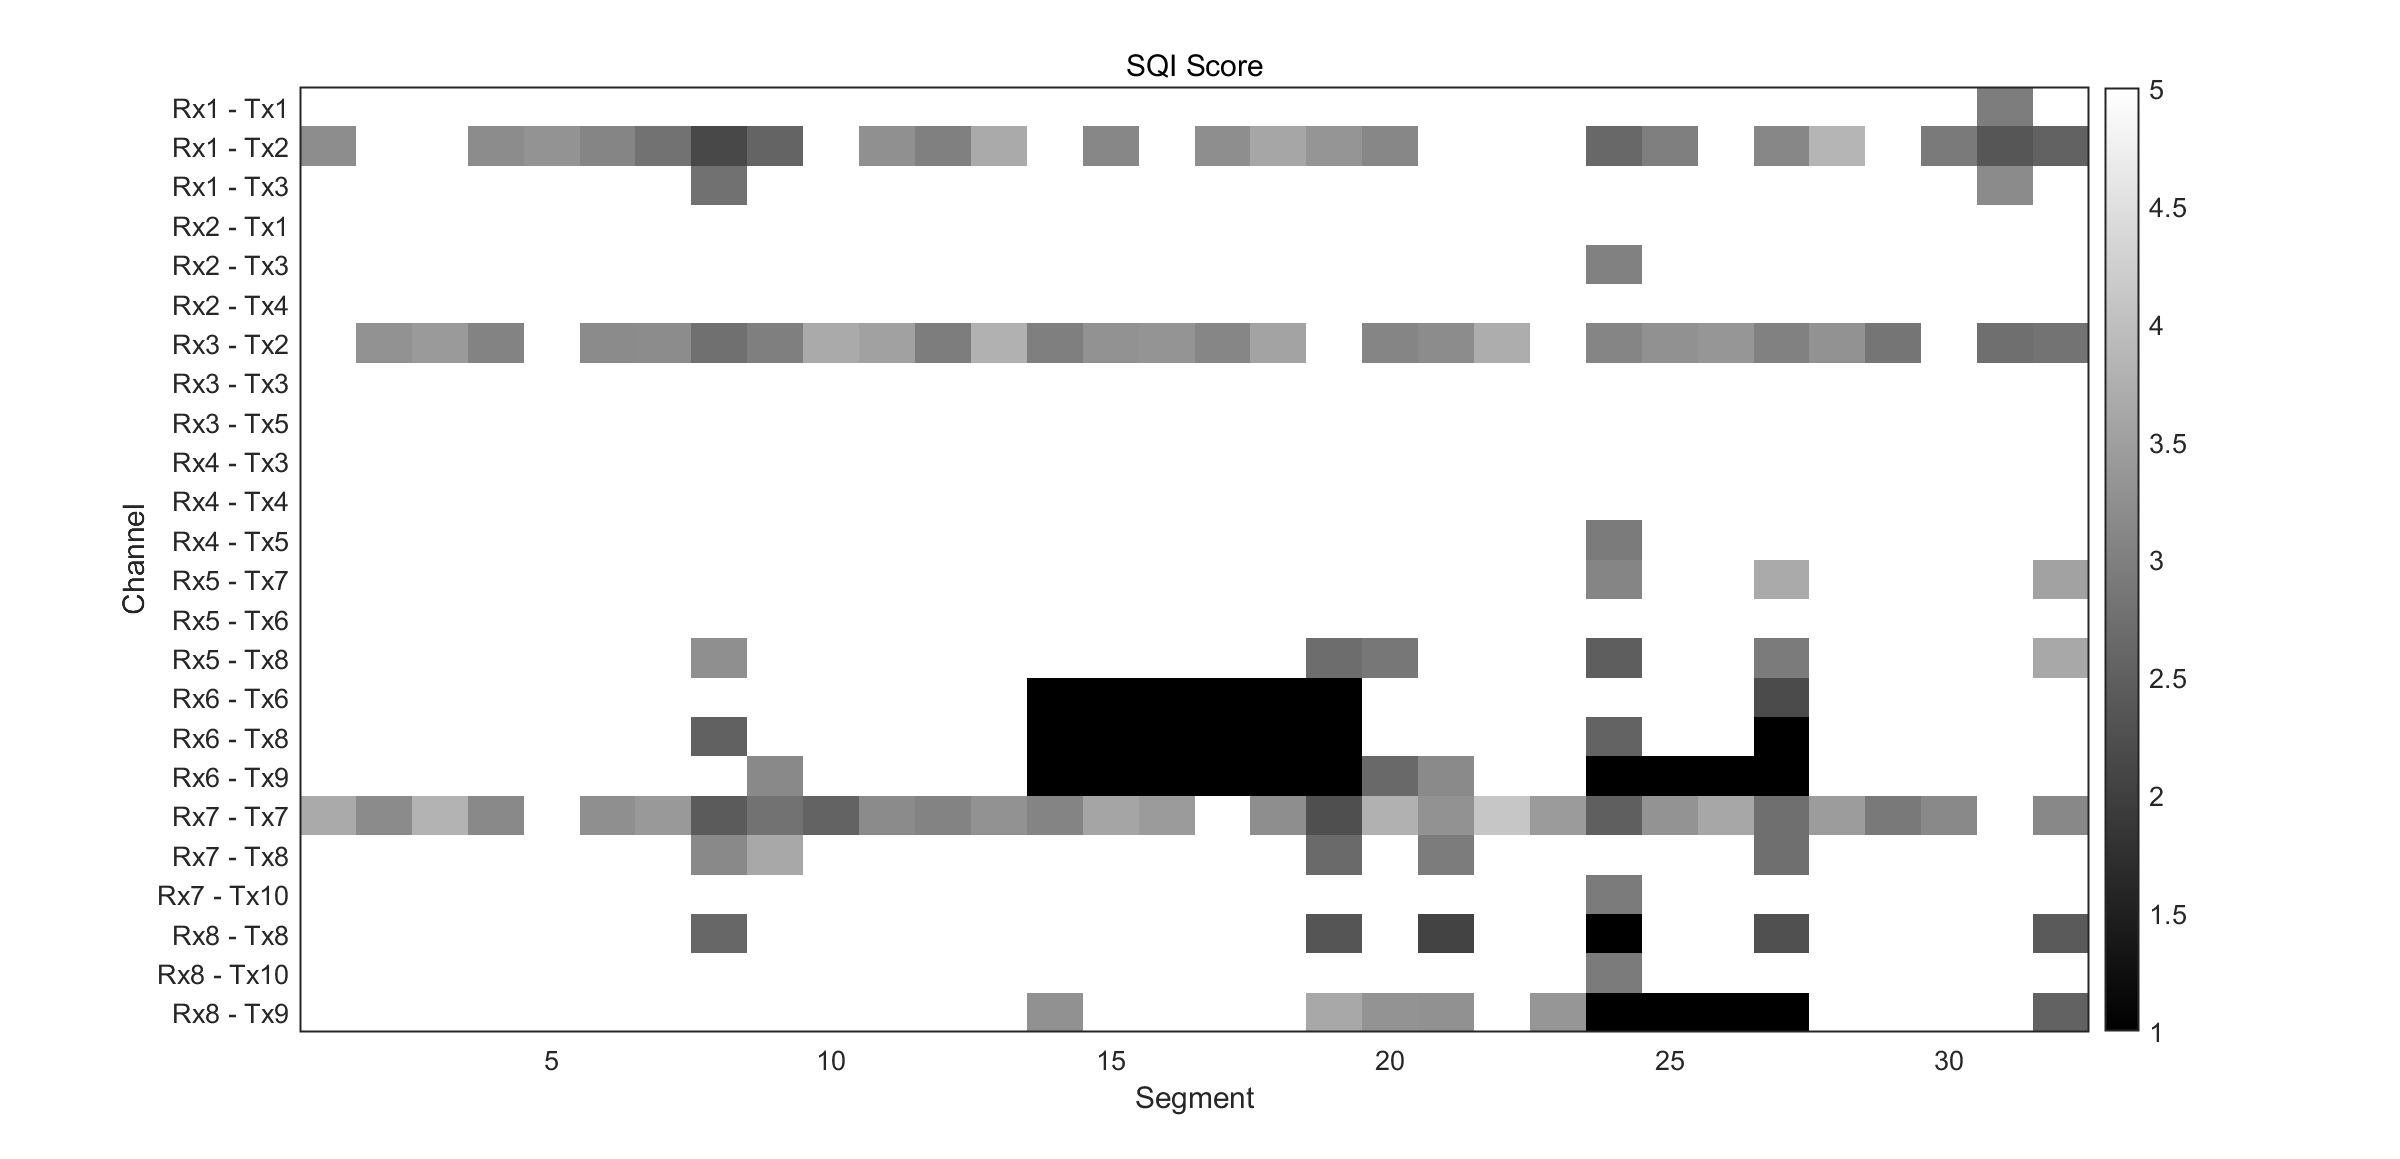 SQI Score
Rx1 - Tx1
Rx1 - Tx2
Rx1 - Tx3
Rx2 - Tx1
Rx2 - Tx3
Rx2 - Tx4
Rx3 - Tx2
Rx3 - Tx3
Rx3 - Tx5
Rx4 - Tx3
Rx4 - Tx4
Rx4 - Tx5
Rx5 - Tx7
Rx5 - Tx6
Rx5 - Tx8
Rx6 - Tx6
Rx6 - Tx8
Rx6 - Tx9
Rx7 - Tx7
Rx7 - Tx8
Rx7 - Tx10
Rx8 - Tx8
Rx8 - Tx10
Rx8 - Tx9
Channel
5 10 15 20 25 30
Segment
5
4.5
4
3.5
3
2.5
2
1.5
1